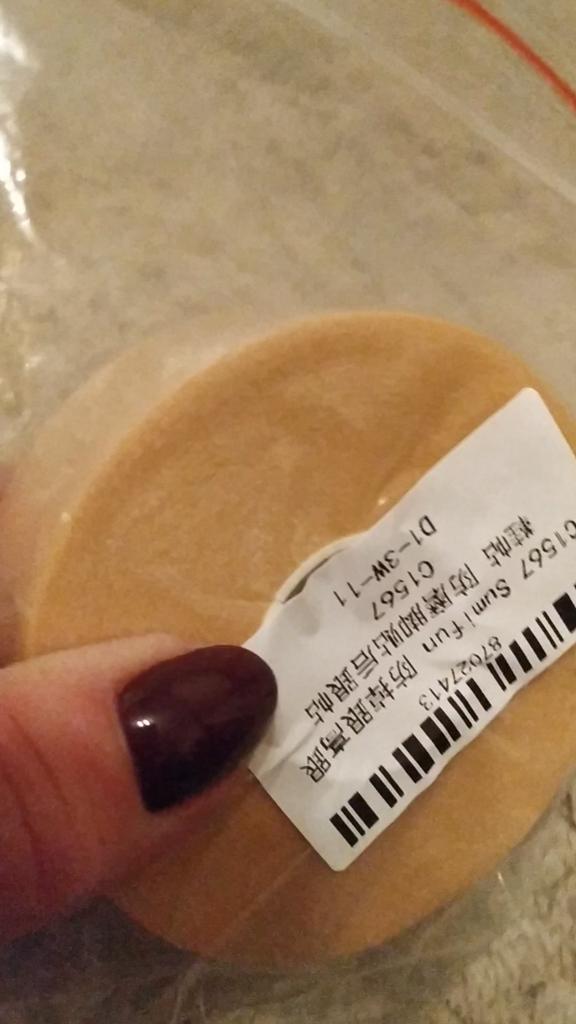 87027413
C1567 Sumifun 防掉跟高跟
鞋帖 防磨脚贴后跟帖
C1567
D1-3W-11